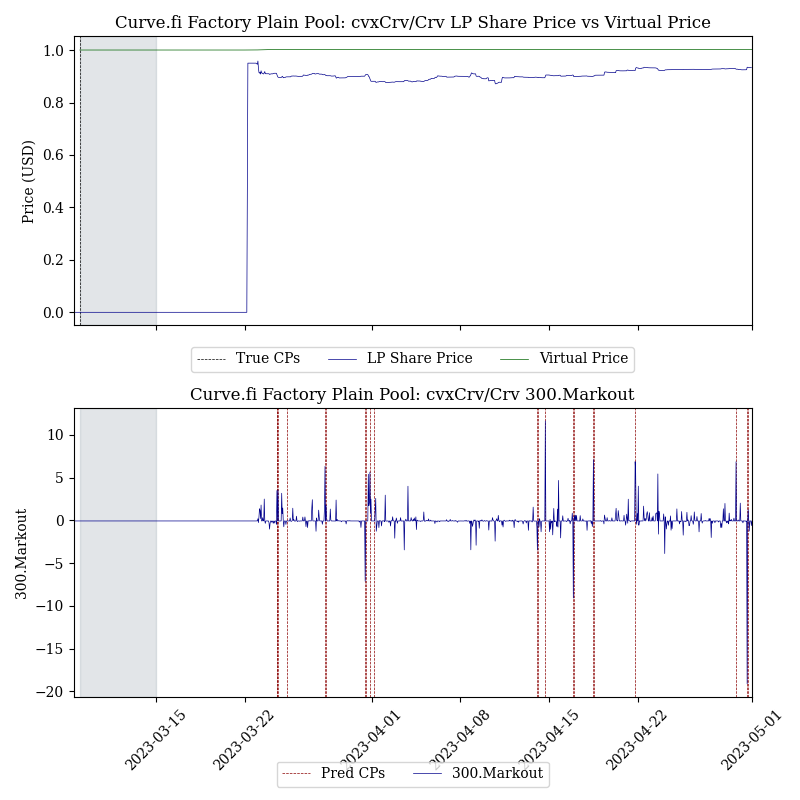 Curve.fi Factory Plain Pool: cvxCrv/Crv LP Share Price vs Virtual Price
Price (USD)
1.0
0.8
0.6
0.4
0.2
0.0
True CPs
LP Share Price
Virtual Price
Curve.fi Factory Plain Pool: cvxCrv/Crv 300.Markout
300.Markout
10
5
0
−5
−10
−15
−20
2023-03-15
2023-03-22
2023-04-01
2023-04-08
2023-04-15
2023-04-22
2023-05-01
Pred CPs
300.Markout